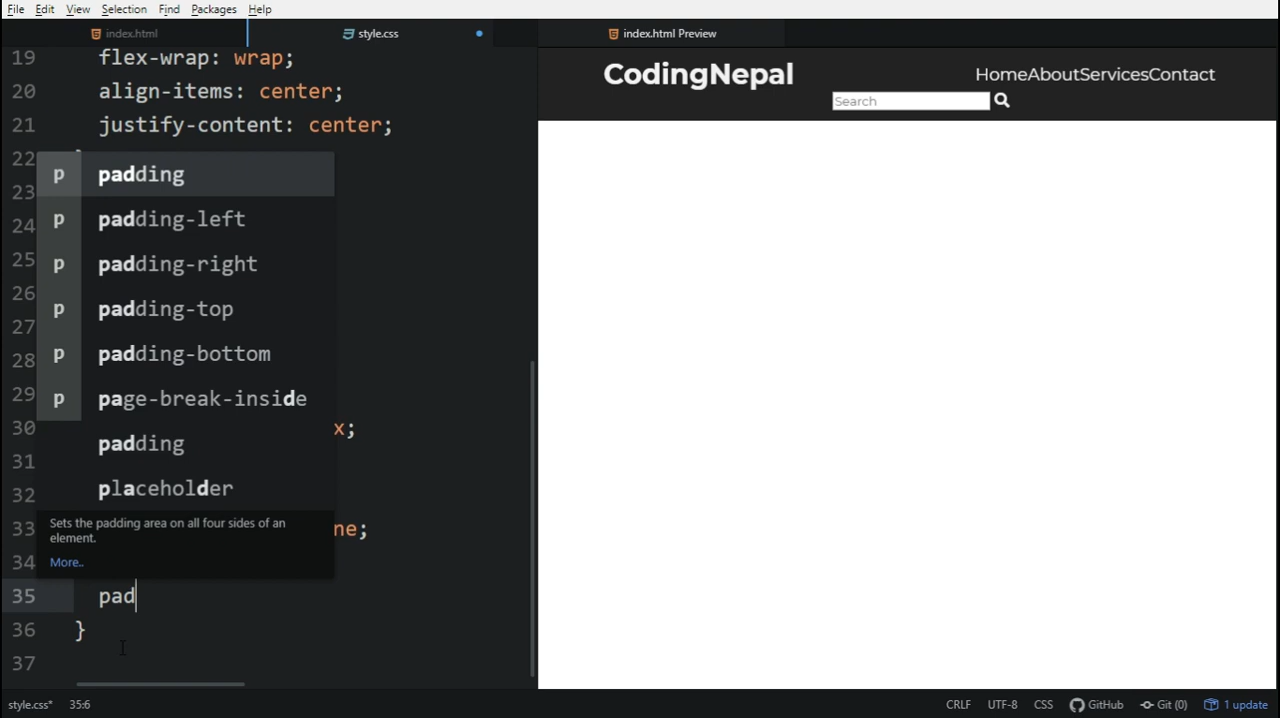 File Edit View Selection Find Packages Help
index.html
style.css
index.html Preview
19 flex-wrap: wrap;
20 align-items: center;
21 justify-content: center;
22
p padding
23
p padding-left
24
25
p padding-right
26
p padding-top
27
28
p padding-bottom
29
p page-break-inside
30 x;
padding
31
32
placeholder
33 ne;
Sets the padding area on all four sides of an
element.
34
More..
35 pad
36 }
37
CodingNepal
HomeAboutServicesContact
Search
style.css* 35:6
CRLF UTF-8 CSS GitHub Git (0) 1 update